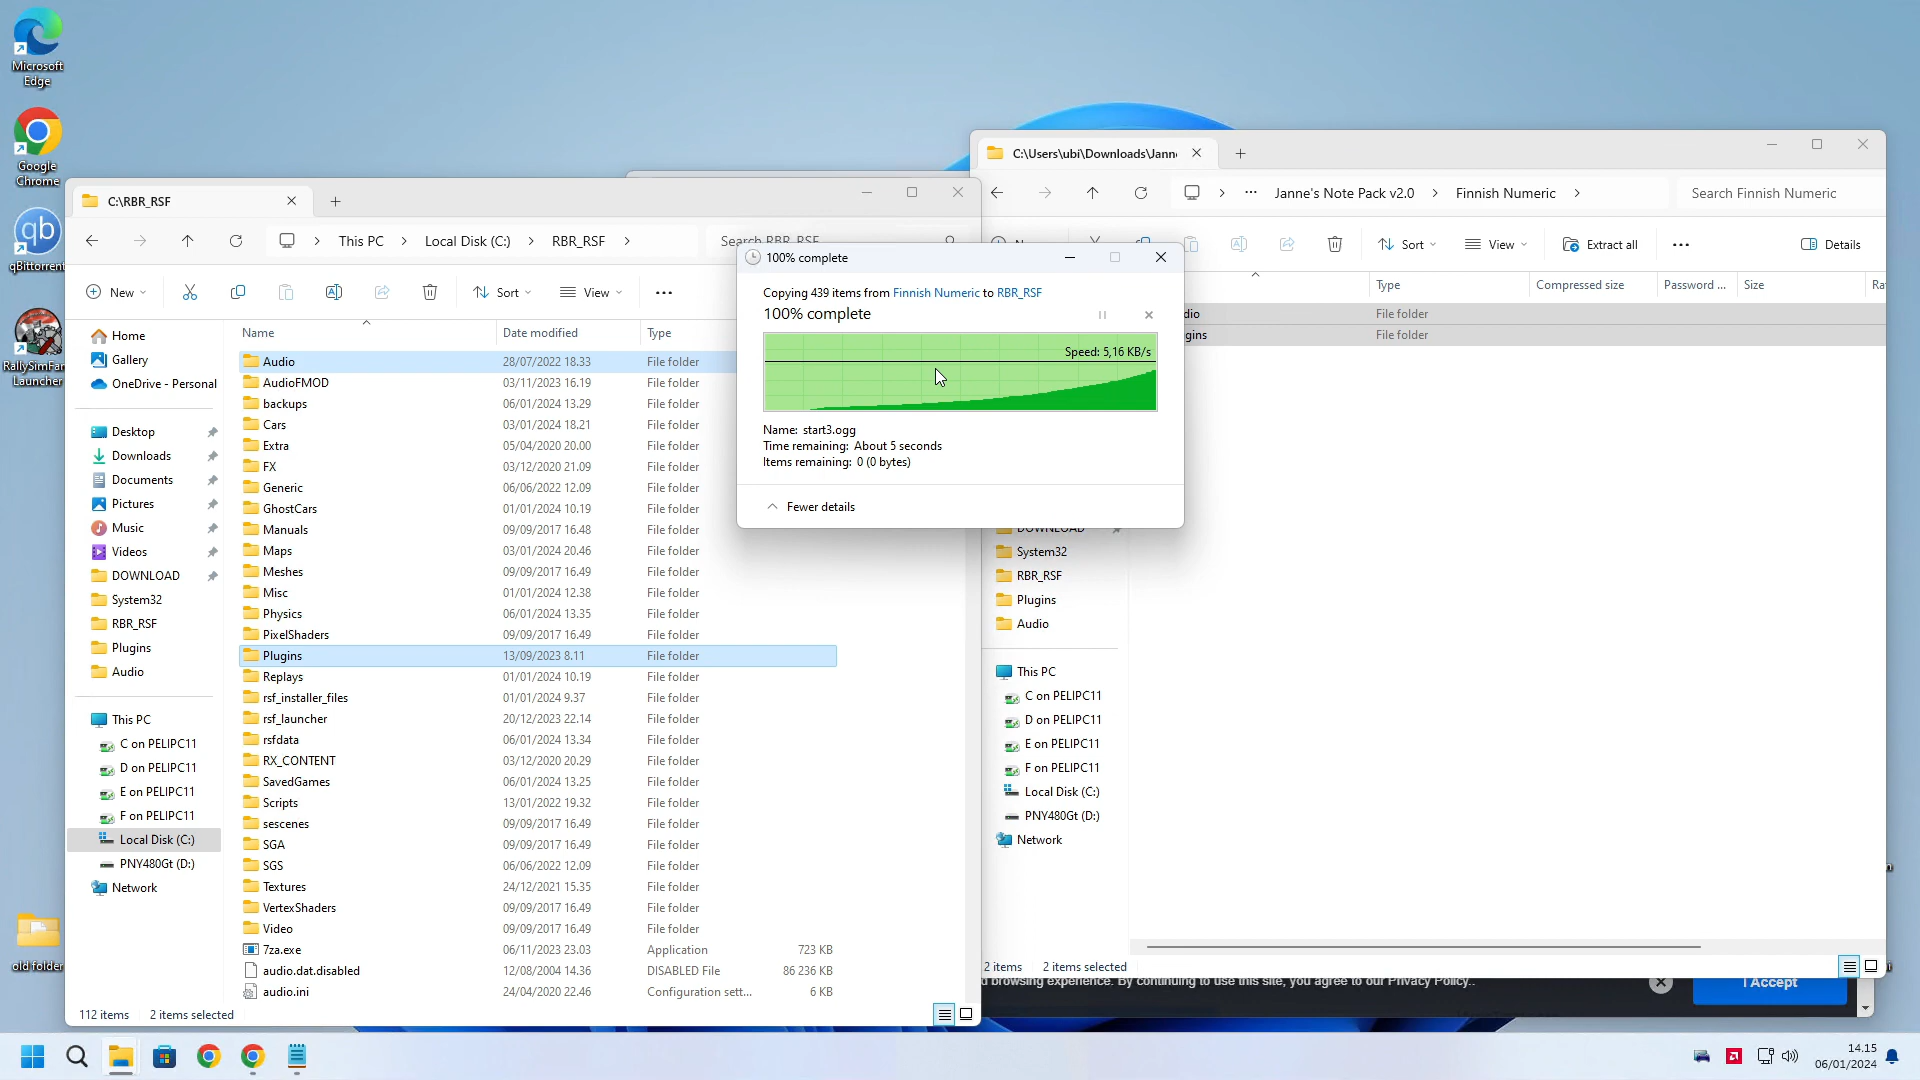 Microsoft Edge
Google Chrome
qBittorrent
RallySimFan
Launcher
old folder
C:\RBR_RSF
This PC
Local Disk (C:)
RBR_RSF
Search RBR_RSF
New
Sort
View
Home
Gallery
OneDrive - Personal
Desktop
Downloads
Documents
Pictures
Music
Videos
DOWNLOAD
System32
RBR_RSF
Plugins
Audio
This PC
C on PELIPC11
D on PELIPC11
E on PELIPC11
F on PELIPC11
Local Disk (C:)
PNY480Gt (D:)
Network
Name Date modified Type
Audio 28/07/2022 18.33 File folder
AudioFMOD 03/11/2023 16.19 File folder
backups 06/01/2024 13.29 File folder
Cars 03/01/2024 18.21 File folder
Extra 05/04/2020 20.00 File folder
FX 03/12/2020 21.09 File folder
Generic 06/06/2022 12.09 File folder
GhostCars 01/01/2024 10.19 File folder
Manuals 09/09/2017 16.48 File folder
Maps 03/01/2024 20.46 File folder
Meshes 09/09/2017 16.49 File folder
Misc 01/01/2024 12.38 File folder
Physics 06/01/2024 13.35 File folder
PixelShaders 09/09/2017 16.49 File folder
Plugins 13/09/2023 8.11 File folder
Replays 01/01/2024 10.19 File folder
rsf_installer_files 01/01/2024 9.37 File folder
rsf_launcher 20/12/2023 22.14 File folder
rsfdata 06/01/2024 13.34 File folder
RX_CONTENT 03/12/2020 20.29 File folder
SavedGames 06/01/2024 13.25 File folder
Scripts 13/01/2022 19.32 File folder
sescenes 09/09/2017 16.49 File folder
SGA 09/09/2017 16.49 File folder
SGS 06/06/2022 12.09 File folder
Textures 24/12/2021 15.35 File folder
VertexShaders 09/09/2017 16.49 File folder
Video 09/09/2017 16.49 File folder
7za.exe 06/11/2023 23.03 Application 723 KB
audio.dat.disabled 12/08/2004 14.36 DISABLED File 86 236 KB
audio.ini 24/04/2020 22.46 Configuration sett... 6 KB
112 items 2 items selected
100% complete
Copying 439 items from Finnish Numeric to RBR_RSF
100% complete
Speed: 5,16 KB/s
Name: start3.ogg
Time remaining: About 5 seconds
Items remaining: 0 (0 bytes)
Fewer details
C:\Users\ubi\Downloads\Jann
Janne's Note Pack v2.0
Finnish Numeric
Search Finnish Numeric
Sort
View
Extract all
Details
Type Compressed size Password ... Size Ra
dio File folder
gins File folder
DOWNLOAD
System32
RBR_RSF
Plugins
Audio
This PC
C on PELIPC11
D on PELIPC11
E on PELIPC11
F on PELIPC11
Local Disk (C:)
PNY480Gt (D:)
Network
2 items 2 items selected
d browsing experience. By continuing to use this site, you agree to our Privacy Policy..
I Accept
14.15
06/01/2024